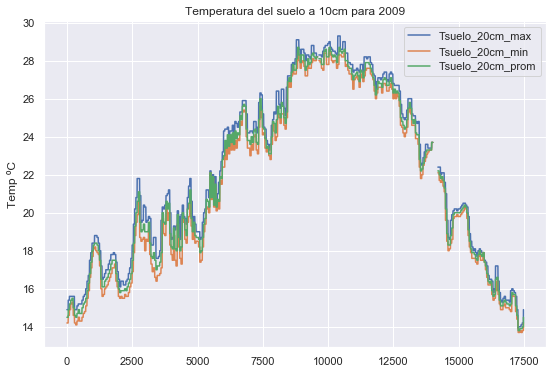 Temperatura del suelo a 10cm para 2009
30
28
26
24
22
20
18
16
14
Temp ºC
Tsuelo_20cm_max
Tsuelo_20cm_min
Tsuelo_20cm_prom
0 2500 5000 7500 10000 12500 15000 17500